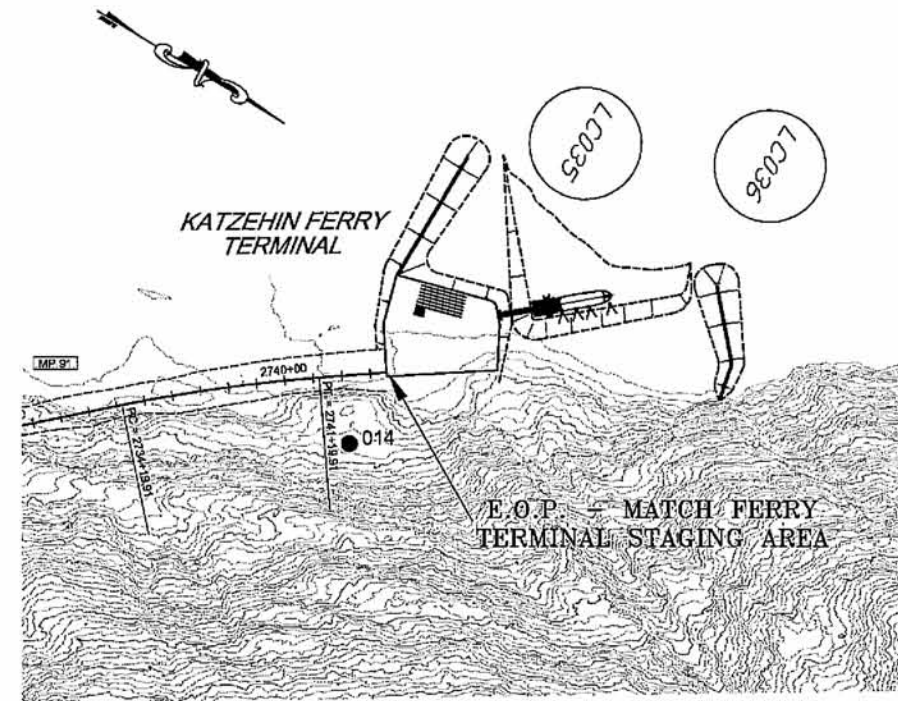 LC035
LC036
KATZEHIN FERRY
TERMINAL
MP 91
2740+00
PC = 2734+19.91
PI = 2741+19.91
014
E.O.P. - MATCH FERRY
TERMINAL STAGING AREA